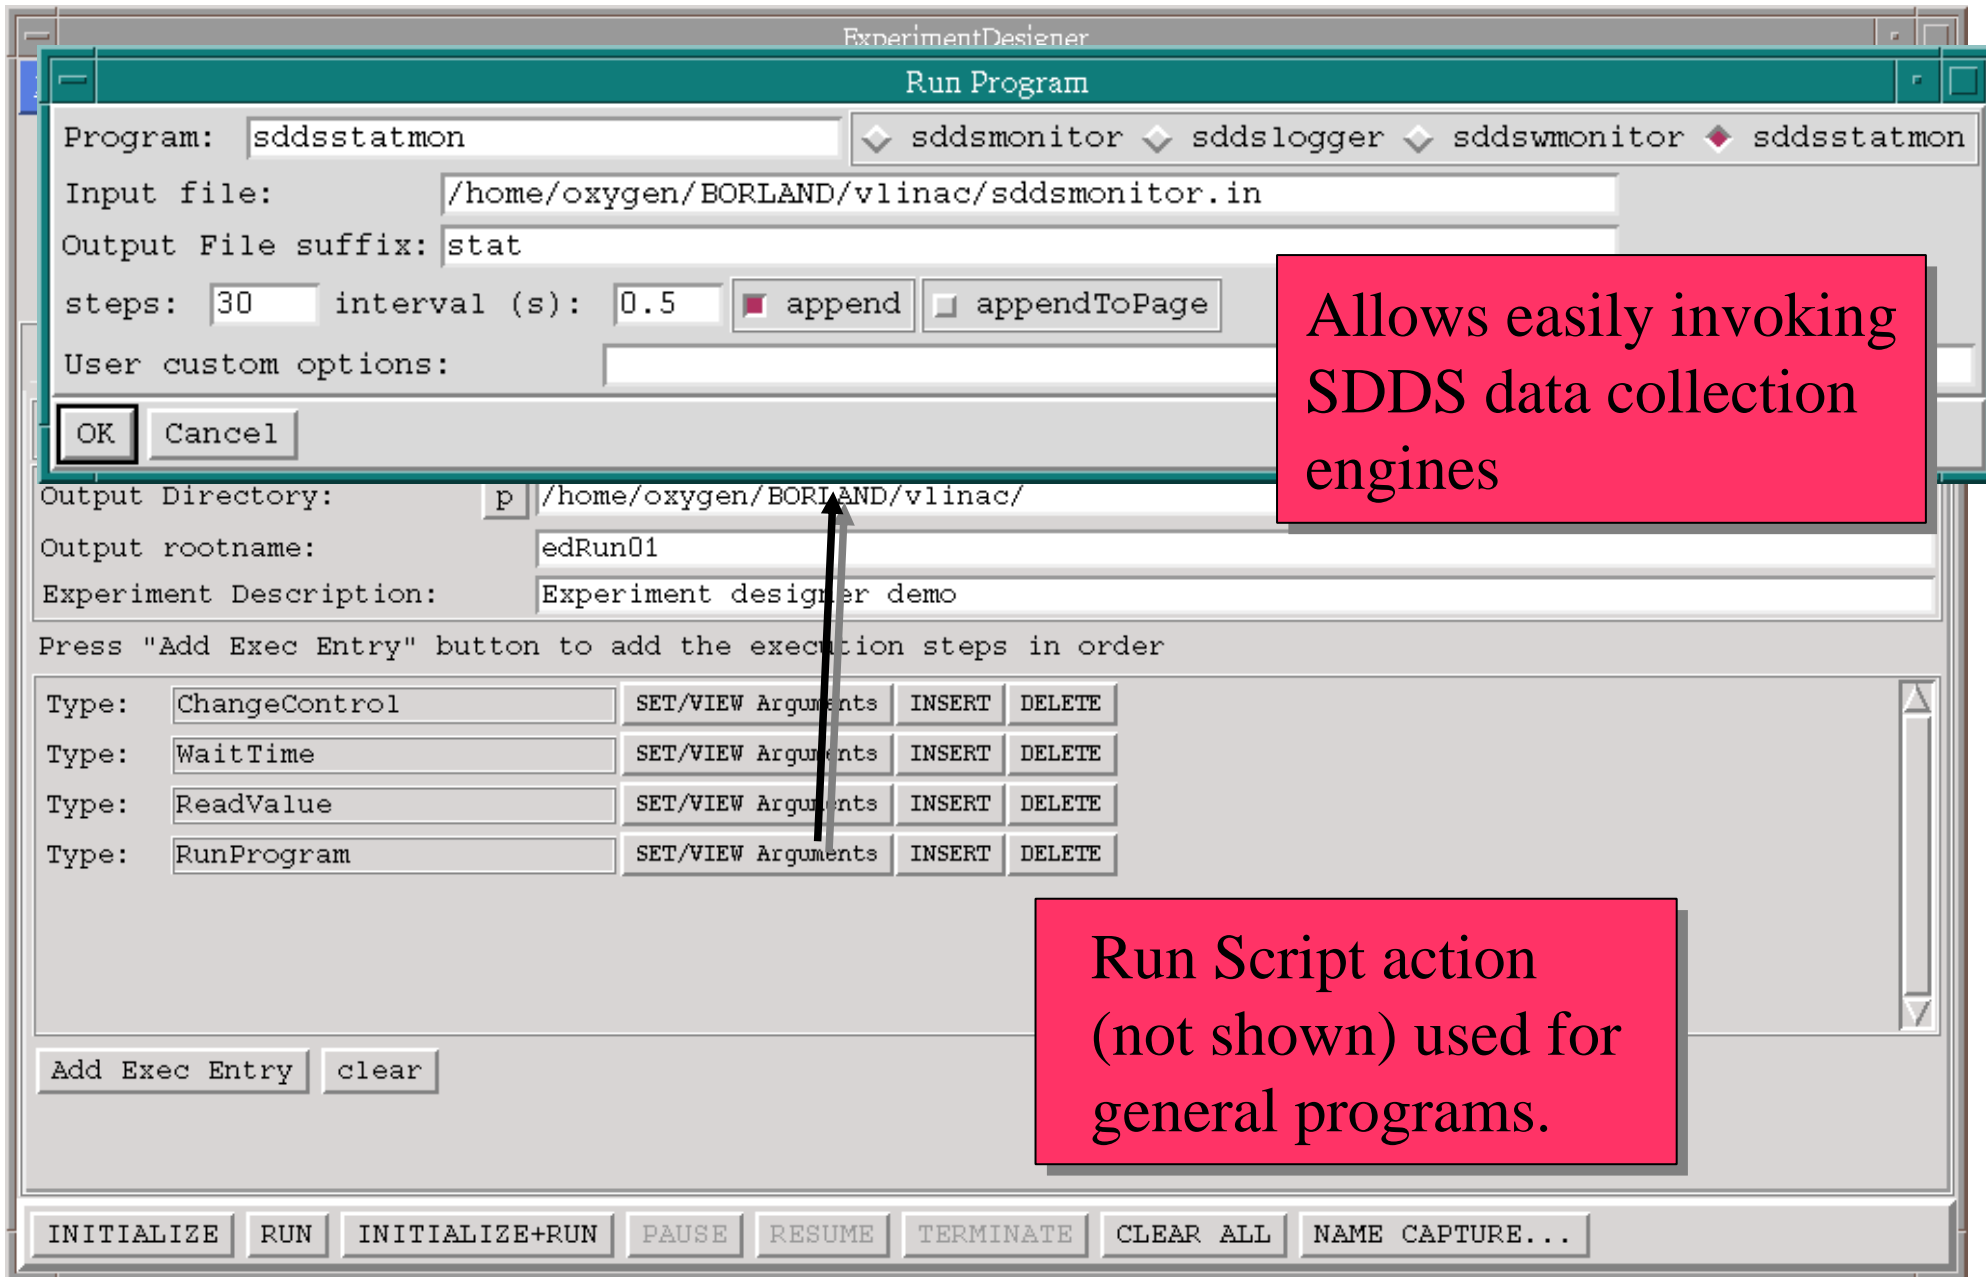 ExperimentDesigner
Run Program
Program: sddsstatmon sddsmonitor sddslogger sddswmonitor sddsstatmon
Input file: /home/oxygen/BORLAND/vlinac/sddsmonitor.in
Output File suffix: stat
steps: 30 interval (s): 0.5 append appendToPage
User custom options:
OK Cancel
Allows easily invoking
SDDS data collection
engines
Output Directory: p /home/oxygen/BORLAND/vlinac/
Output rootname: edRun01
Experiment Description: Experiment designer demo
Press "Add Exec Entry" button to add the execution steps in order
Type: ChangeControl SET/VIEW Arguments INSERT DELETE
Type: WaitTime SET/VIEW Arguments INSERT DELETE
Type: ReadValue SET/VIEW Arguments INSERT DELETE
Type: RunProgram SET/VIEW Arguments INSERT DELETE
Run Script action
(not shown) used for
general programs.
Add Exec Entry clear
INITIALIZE RUN INITIALIZE+RUN PAUSE RESUME TERMINATE CLEAR ALL NAME CAPTURE...